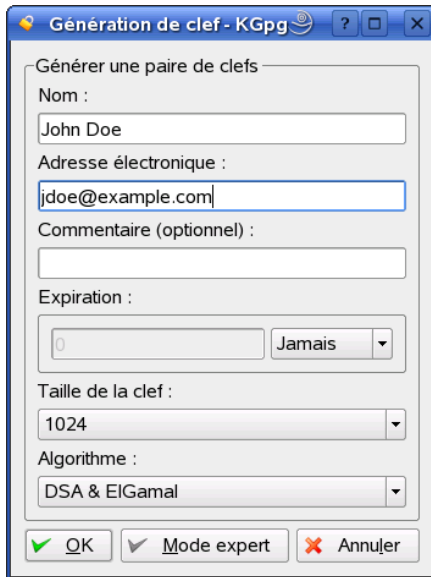 Génération de clef - KGpg
Générer une paire de clefs
Nom :
John Doe
Adresse électronique :
jdoe@example.com
Commentaire (optionnel) :
Expiration :
0 Jamais
Taille de la clef :
1024
Algorithme :
DSA & ElGamal
OK Mode expert Annuler